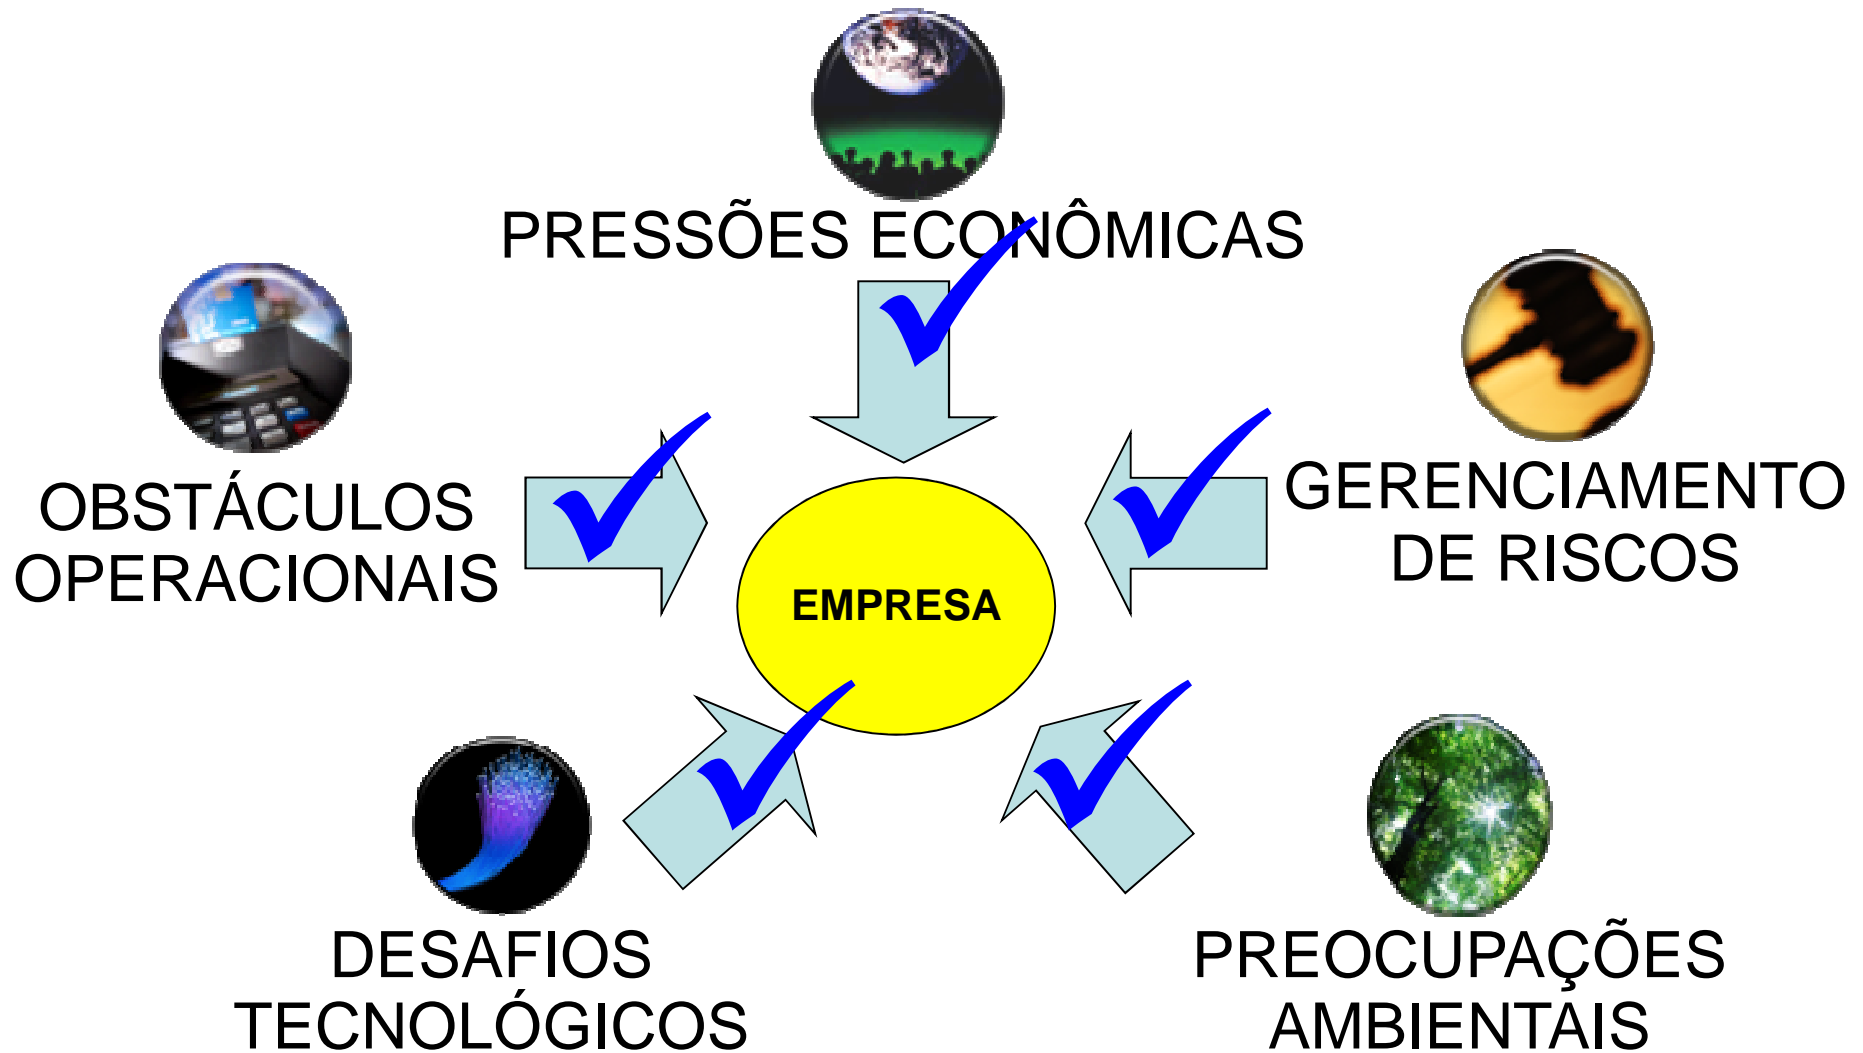 PRESSÕES ECONÔMICAS
OBSTÁCULOS
OPERACIONAIS
GERENCIAMENTO
DE RISCOS
EMPRESA
DESAFIOS
TECNOLÓGICOS
PREOCUPAÇÕES
AMBIENTAIS